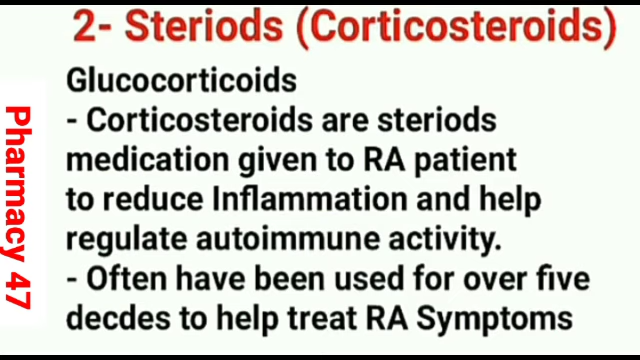 2- Steriods (Corticosteroids)
Glucocorticoids
- Corticosteroids are steriods
medication given to RA patient
to reduce Inflammation and help
regulate autoimmune activity.
- Often have been used for over five
decdes to help treat RA Symptoms
Pharmacy 47